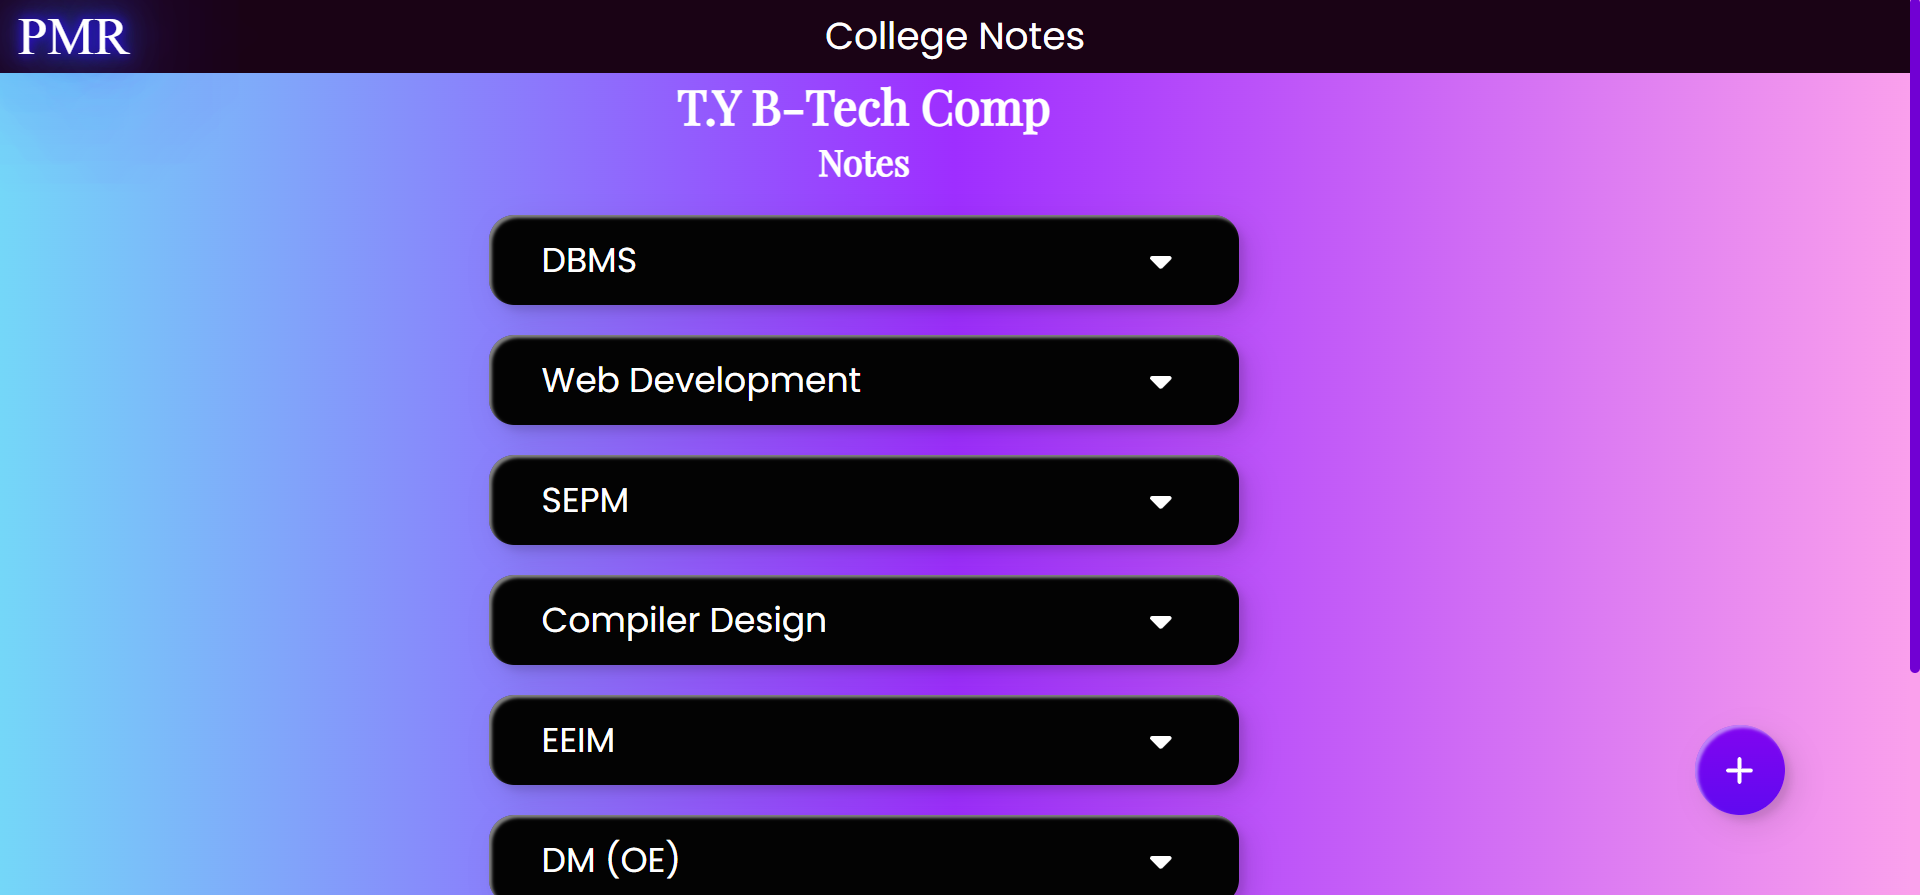 PMR
College Notes
T.Y B-Tech Comp
Notes
DBMS
Web Development
SEPM
Compiler Design
EEIM
DM (OE)
+